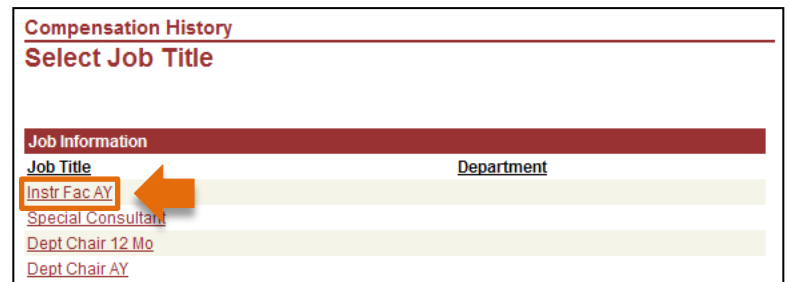 Compensation History
Select Job Title
Job Information
Job Title Department
Instr Fac AY
Special Consultant
Dept Chair 12 Mo
Dept Chair AY